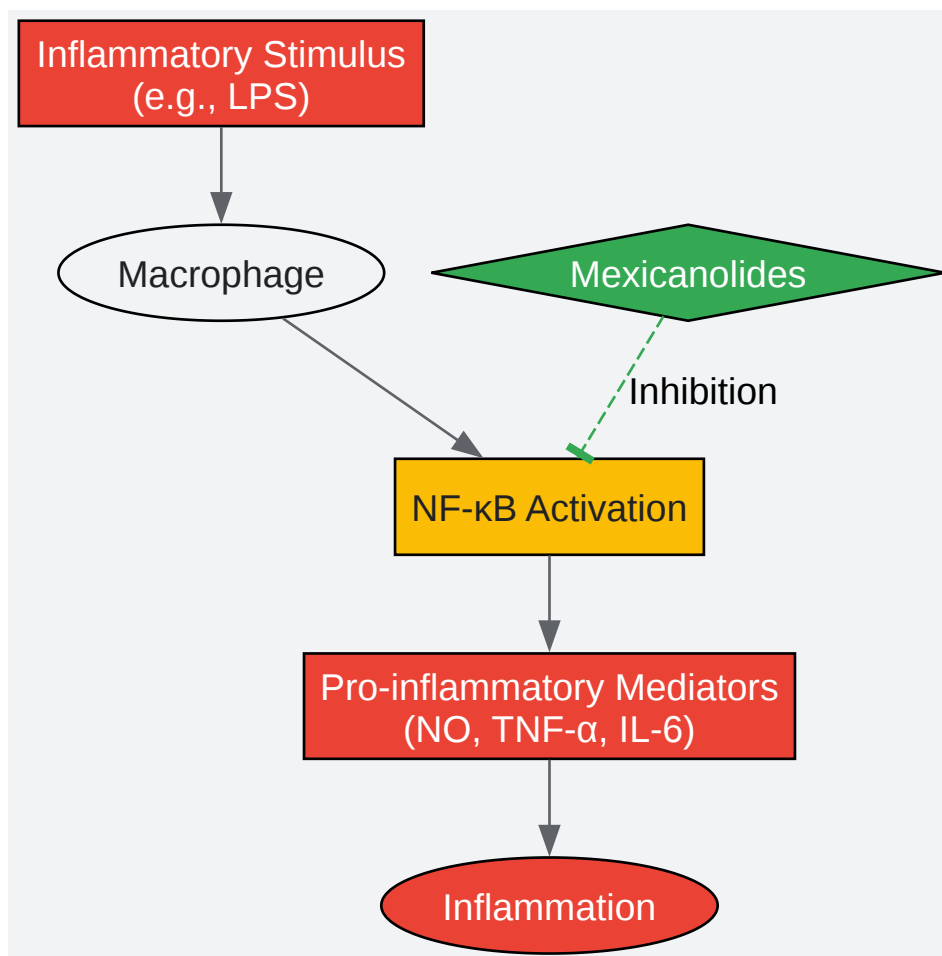 Inflammatory Stimulus
(e.g., LPS)
Macrophage
Mexicanolides
Inhibition
NF-κB Activation
Pro-inflammatory Mediators
(NO, TNF-α, IL-6)
Inflammation